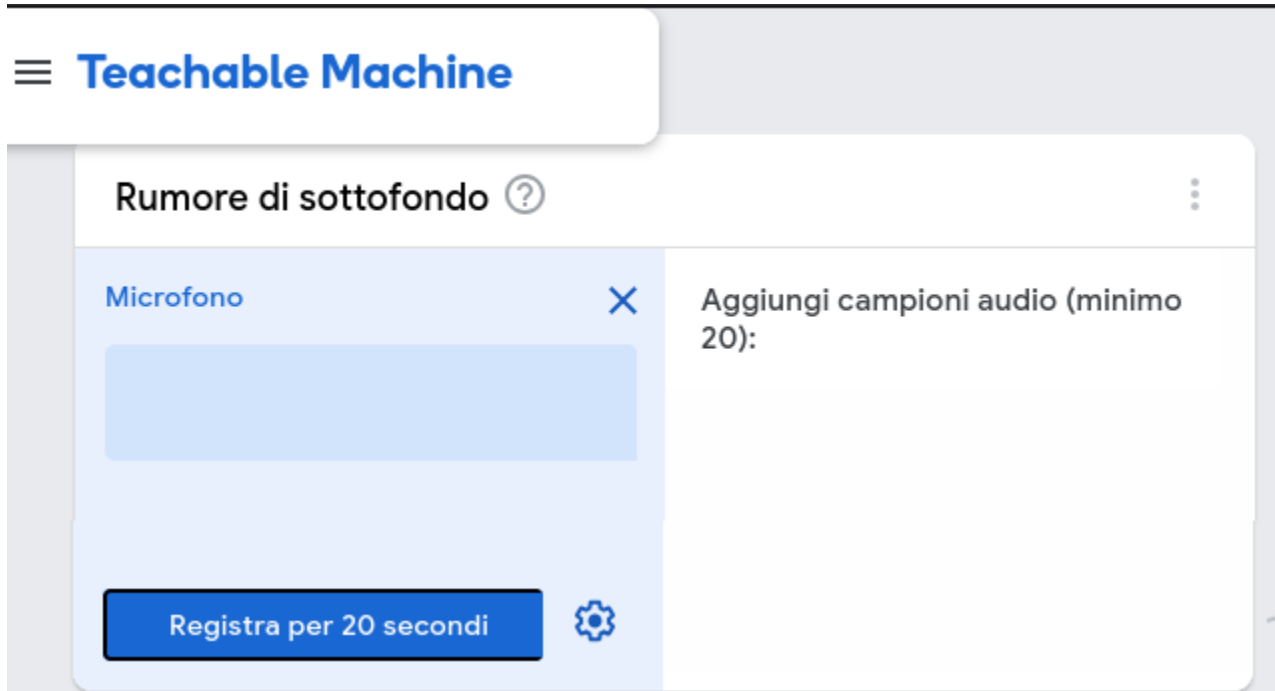 Teachable Machine
Rumore di sottofondo
Microfono
Aggiungi campioni audio (minimo
20):
Registra per 20 secondi